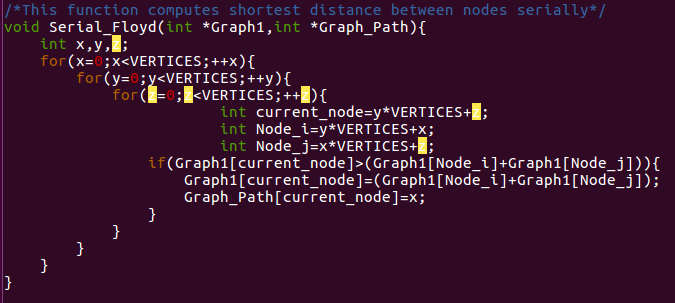 /*This function computes shortest distance between nodes serially*/
void Serial_Floyd(int *Graph1,int *Graph_Path){
    int x,y,z;
    for(x=0;x<VERTICES;++x){
        for(y=0;y<VERTICES;++y){
            for(z=0;z<VERTICES;++z){
                        int current_node=y*VERTICES+z;
                        int Node_i=y*VERTICES+x;
                        int Node_j=x*VERTICES+z;
                if(Graph1[current_node]>(Graph1[Node_i]+Graph1[Node_j])){
                    Graph1[current_node]=(Graph1[Node_i]+Graph1[Node_j]);
                    Graph_Path[current_node]=x;
                }
            }
        }
    }
}